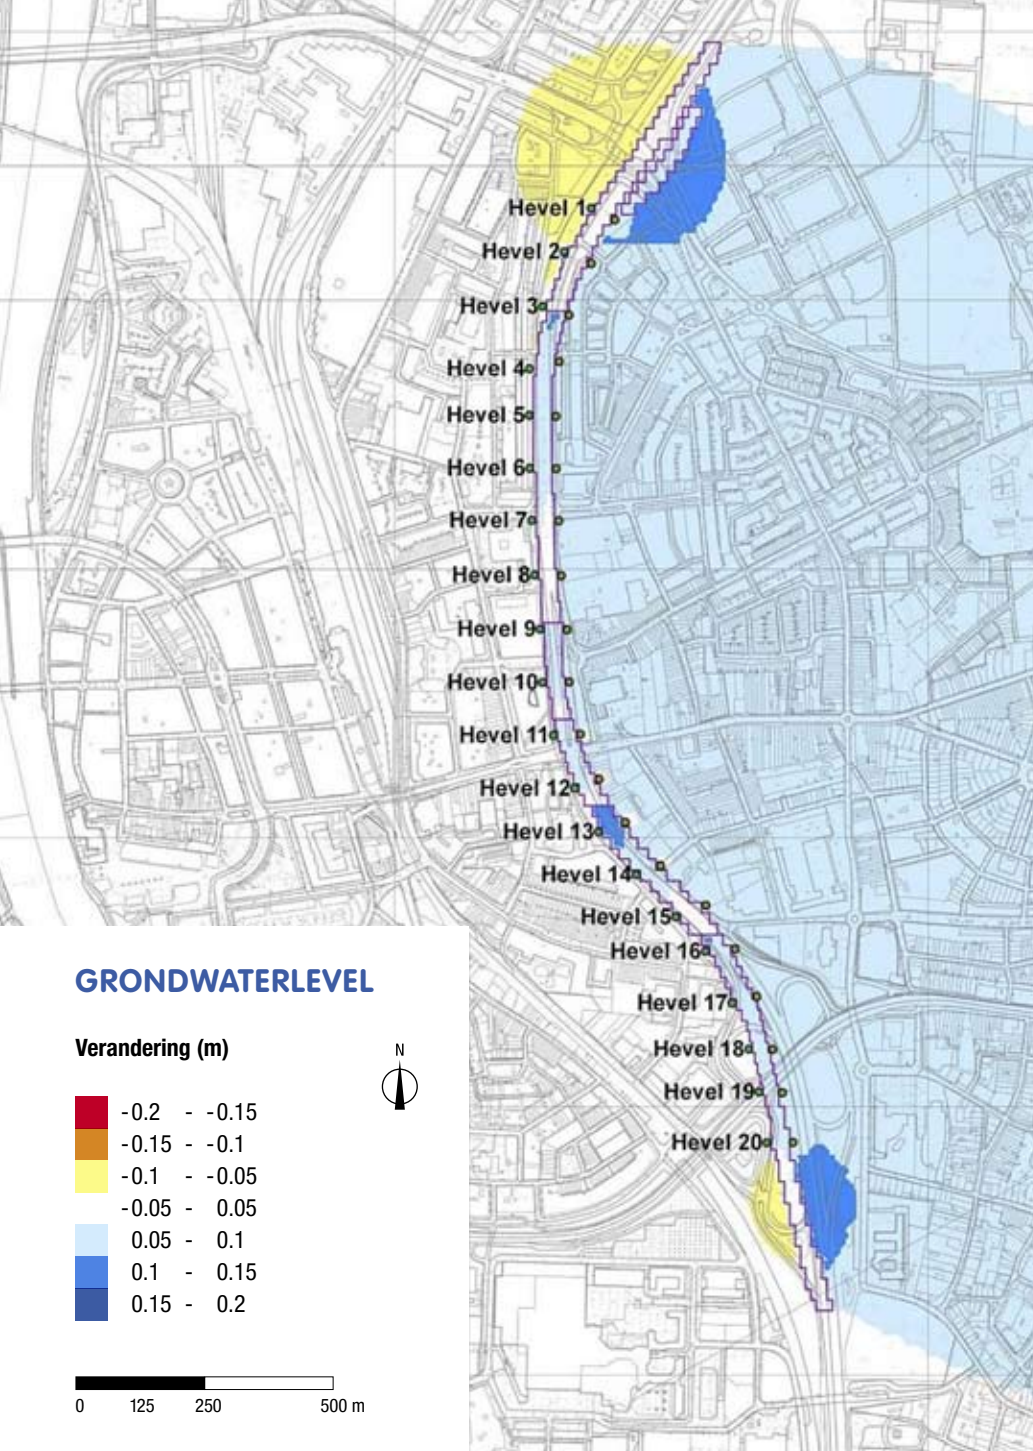 Hevel 1
Hevel 2
Hevel 3
Hevel 4
Hevel 5
Hevel 6
Hevel 7
Hevel 8
Hevel 9
Hevel 10
Hevel 11
Hevel 12
Hevel 13
Hevel 14
Hevel 15
Hevel 16
Hevel 17
Hevel 18
Hevel 19
Hevel 20
GRONDWATERLEVEL
Verandering (m)
N
-0.2 - -0.15
-0.15 - -0.1
-0.1 - -0.05
-0.05 - 0.05
0.05 - 0.1
0.1 - 0.15
0.15 - 0.2
0 125 250 500 m